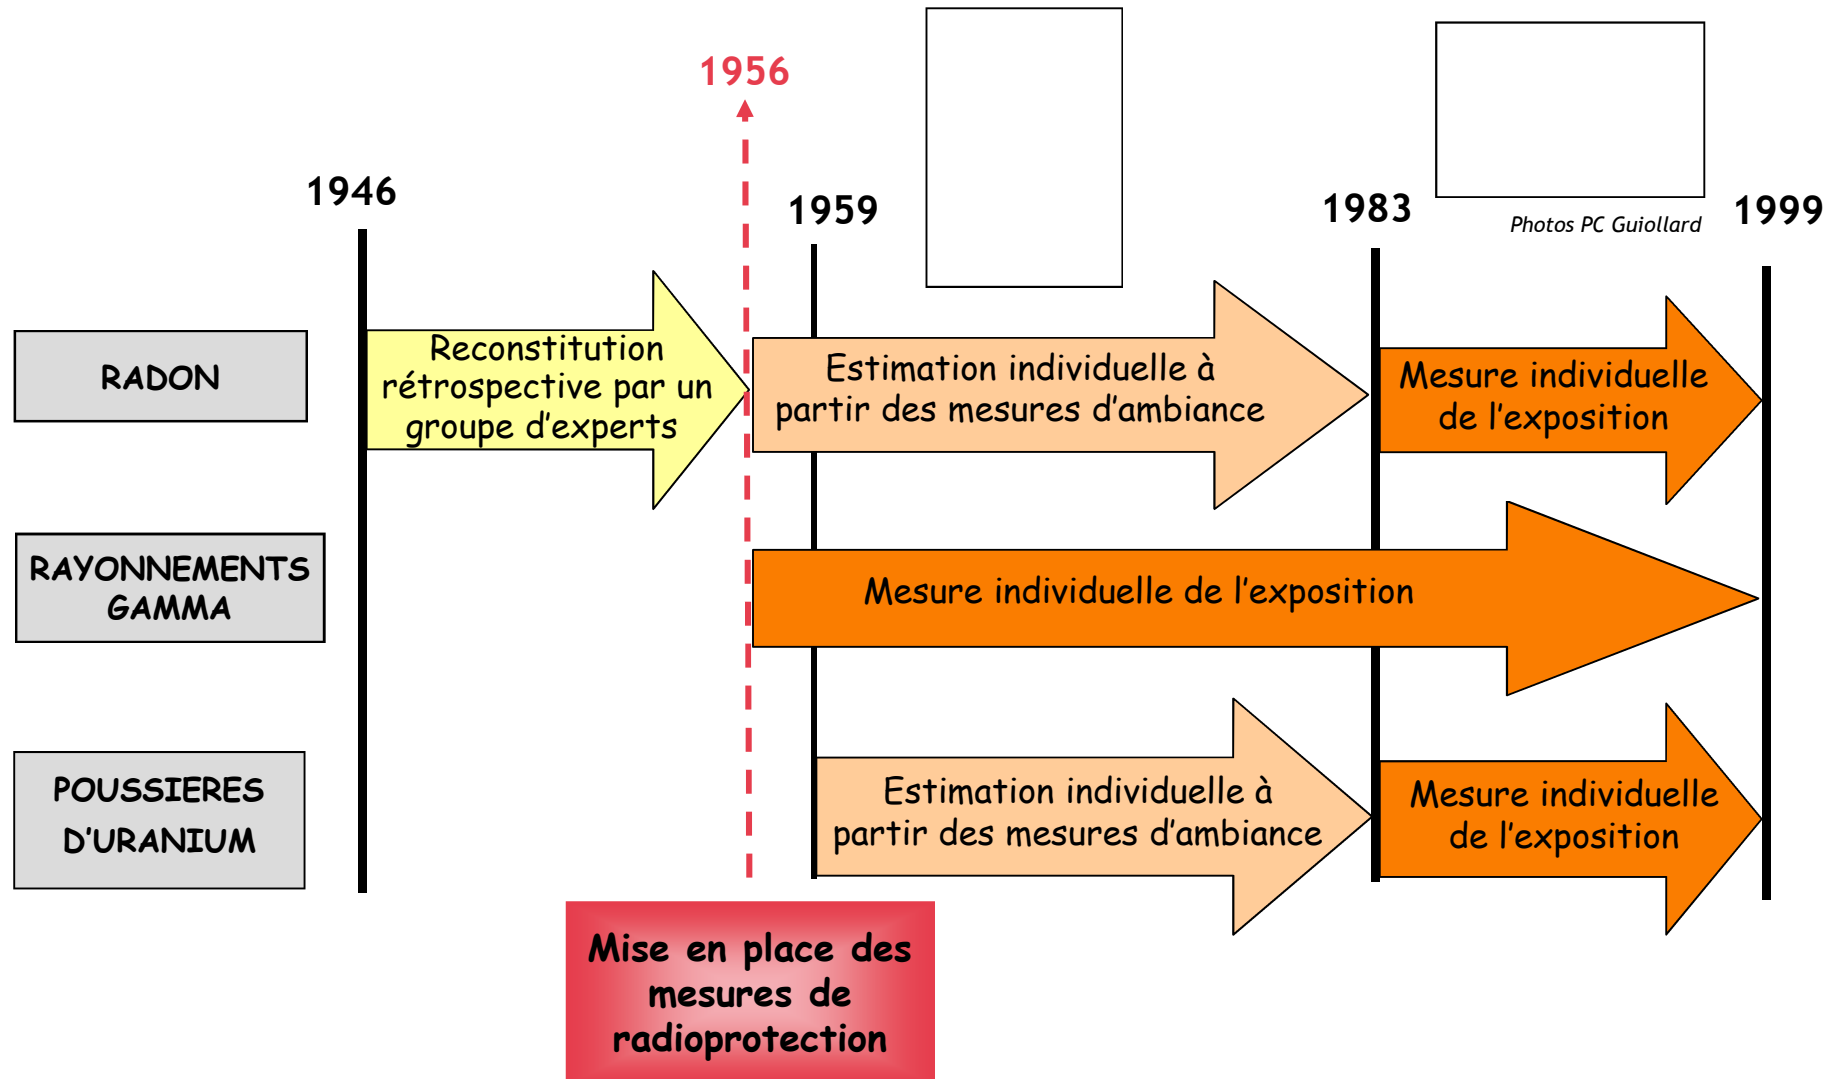 1956
1946
1959
1983
1999
Photos PC Guiollard
RADON
Reconstitution
rétrospective par un
groupe d'experts
Estimation individuelle à
partir des mesures d'ambiance
Mesure individuelle
de l'exposition
RAYONNEMENTS
GAMMA
Mesure individuelle de l'exposition
POUSSIERES
D'URANIUM
Estimation individuelle à
partir des mesures d'ambiance
Mesure individuelle
de l'exposition
Mise en place des
mesures de
radioprotection